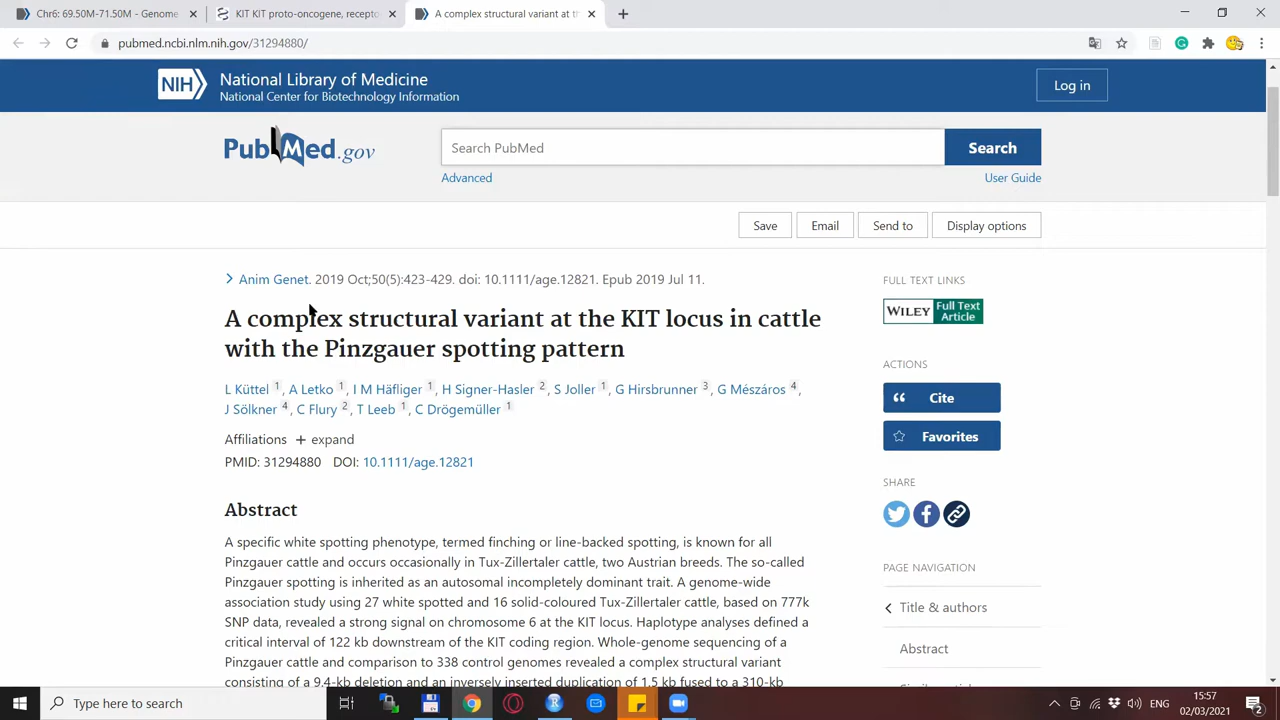 Chr6: 69.50M-71.50M - Genome
KIT KIT proto-oncogene, recepto
A complex structural variant at th
pubmed.ncbi.nlm.nih.gov/31294880/
NIH
National Library of Medicine
National Center for Biotechnology Information
Log in
PubMed.gov
Search PubMed
Search
Advanced
User Guide
Save
Email
Send to
Display options
Anim Genet. 2019 Oct;50(5):423-429. doi: 10.1111/age.12821. Epub 2019 Jul 11.
A complex structural variant at the KIT locus in cattle
with the Pinzgauer spotting pattern
L Küttel 1, A Letko 1, I M Häfliger 1, H Signer-Hasler 2, S Joller 1, G Hirsbrunner 3, G Mészáros 4,
J Sölkner 4, C Flury 2, T Leeb 1, C Drögemüller 1
Affiliations + expand
PMID: 31294880 DOI: 10.1111/age.12821
Abstract
A specific white spotting phenotype, termed finching or line-backed spotting, is known for all
Pinzgauer cattle and occurs occasionally in Tux-Zillertaler cattle, two Austrian breeds. The so-called
Pinzgauer spotting is inherited as an autosomal incompletely dominant trait. A genome-wide
association study using 27 white spotted and 16 solid-coloured Tux-Zillertaler cattle, based on 777k
SNP data, revealed a strong signal on chromosome 6 at the KIT locus. Haplotype analyses defined a
critical interval of 122 kb downstream of the KIT coding region. Whole-genome sequencing of a
Pinzgauer cattle and comparison to 338 control genomes revealed a complex structural variant
consisting of a 9.4-kb deletion and an inversely inserted duplication of 1.5 kb fused to a 310-kb
FULL TEXT LINKS
WILEY Full Text
Article
ACTIONS
Cite
Favorites
SHARE
PAGE NAVIGATION
Title & authors
Abstract
Type here to search
ENG
15:57
02/03/2021
2